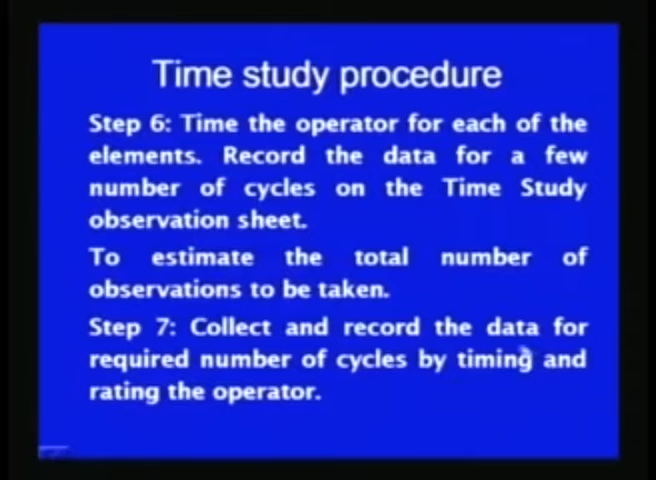 Time study procedure
Step 6: Time the operator for each of the
elements. Record the data for a few
number of cycles on the Time Study
observation sheet.
To estimate the total number of
observations to be taken.
Step 7: Collect and record the data for
required number of cycles by timing and
rating the operator.